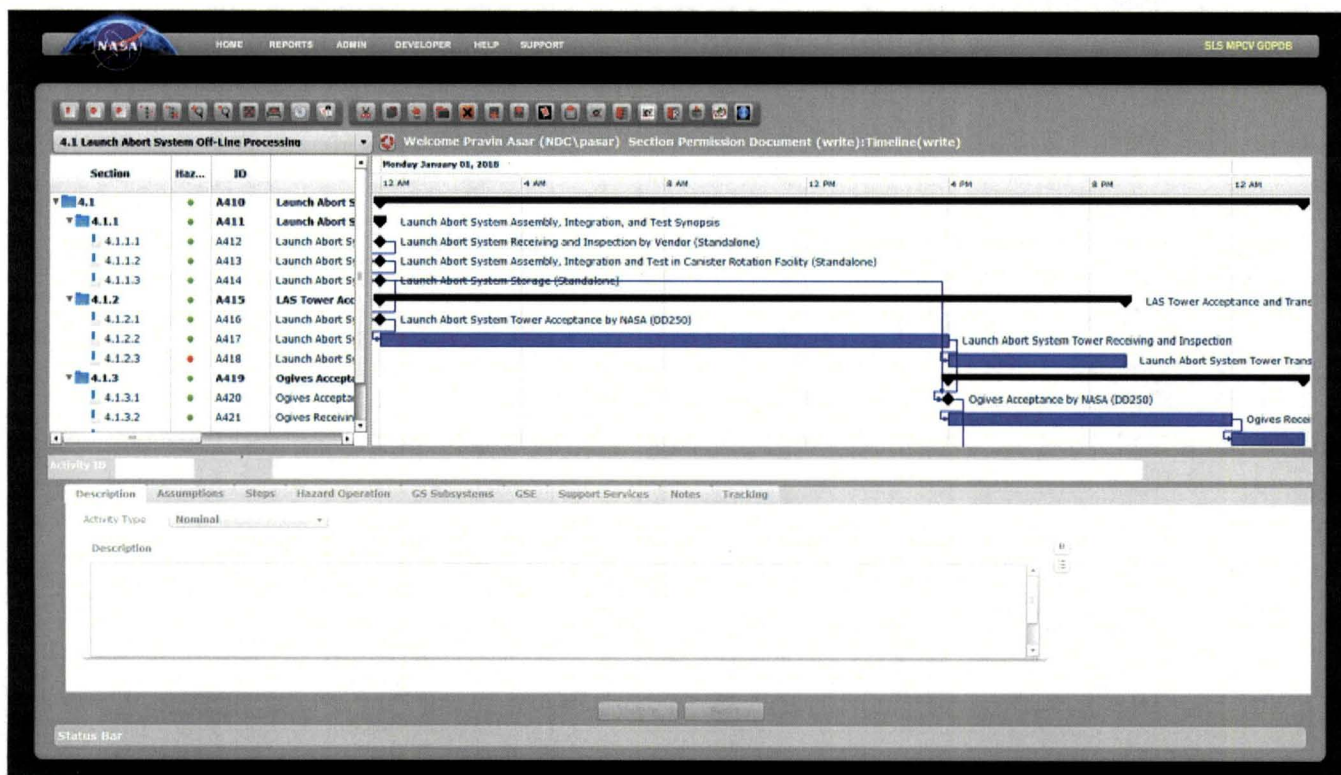 NASA
HOME REPORTS ADMIN DEVELOPER HELP SUPPORT SLS MPCV GOPDB
4.1 Launch Abort System Off-Line Processing Welcome Pravin Asar (NDC\pasar) Section Permission Document (write):Timeline(write)
Section Haz... ID
Monday January 01, 2018
12 AM 4 AM 8 AM 12 PM 4 PM 8 PM 12 AM
4.1 A410 Launch Abort S
4.1.1 A411 Launch Abort S Launch Abort System Assembly, Integration, and Test Synopsis
4.1.1.1 A412 Launch Abort Sy Launch Abort System Receiving and Inspection by Vendor (Standalone)
4.1.1.2 A413 Launch Abort Sy Launch Abort System Assembly, Integration and Test in Canister Rotation Facility (Standalone)
4.1.1.3 A414 Launch Abort Sy Launch Abort System Storage (Standalone)
4.1.2 A415 LAS Tower Acc LAS Tower Acceptance and Trans
4.1.2.1 A416 Launch Abort Sy Launch Abort System Tower Acceptance by NASA (DD250)
4.1.2.2 A417 Launch Abort Sy Launch Abort System Tower Receiving and Inspection
4.1.2.3 A418 Launch Abort Sy Launch Abort System Tower Trans
4.1.3 A419 Ogives Accepta
4.1.3.1 A420 Ogives Accepta Ogives Acceptance by NASA (DD250)
4.1.3.2 A421 Ogives Receivin Ogives Recei
Activity ID
Description Assumptions Steps Hazard Operation GS Subsystems GSE Support Services Notes Tracking
Activity Type Nominal
Description
Status Bar